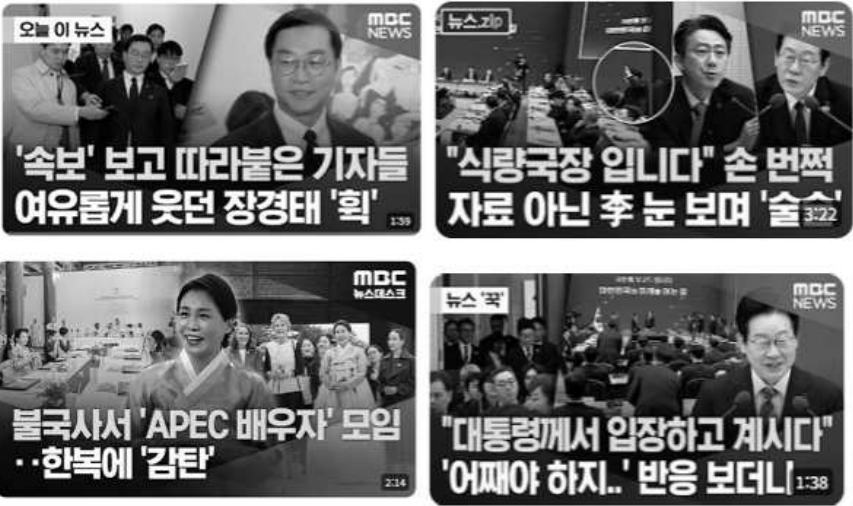 오늘 이 뉴스
MBC
NEWS
'속보' 보고 따라붙은 기자들
여유롭게 웃던 장경태 '휙'
1:59
뉴스.zip
MBC
NEWS
"식량국장 입니다" 손 번쩍
자료 아닌 李 눈 보며 '술술'
3:22
MBC
뉴스데스크
불국사서 'APEC 배우자' 모임
··한복에 '감탄'
2:14
뉴스 '꾹'
MBC
NEWS
"대통령께서 입장하고 계시다"
'어쩨야 하지..' 반응 보더니
1:38